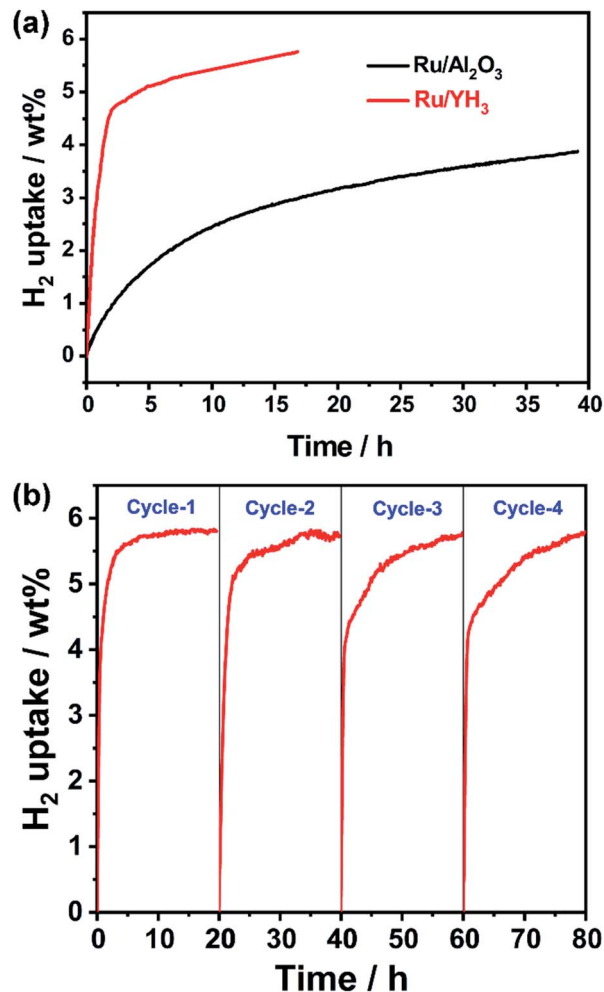 (a)
6
5
4
3
2
1
0
H₂ uptake / wt%
Ru/Al₂O₃
Ru/YH₃
0 5 10 15 20 25 30 35 40
Time / h
(b)
Cycle-1 Cycle-2 Cycle-3 Cycle-4
6
5
4
3
2
1
0
H₂ uptake / wt%
0 10 20 30 40 50 60 70 80
Time / h